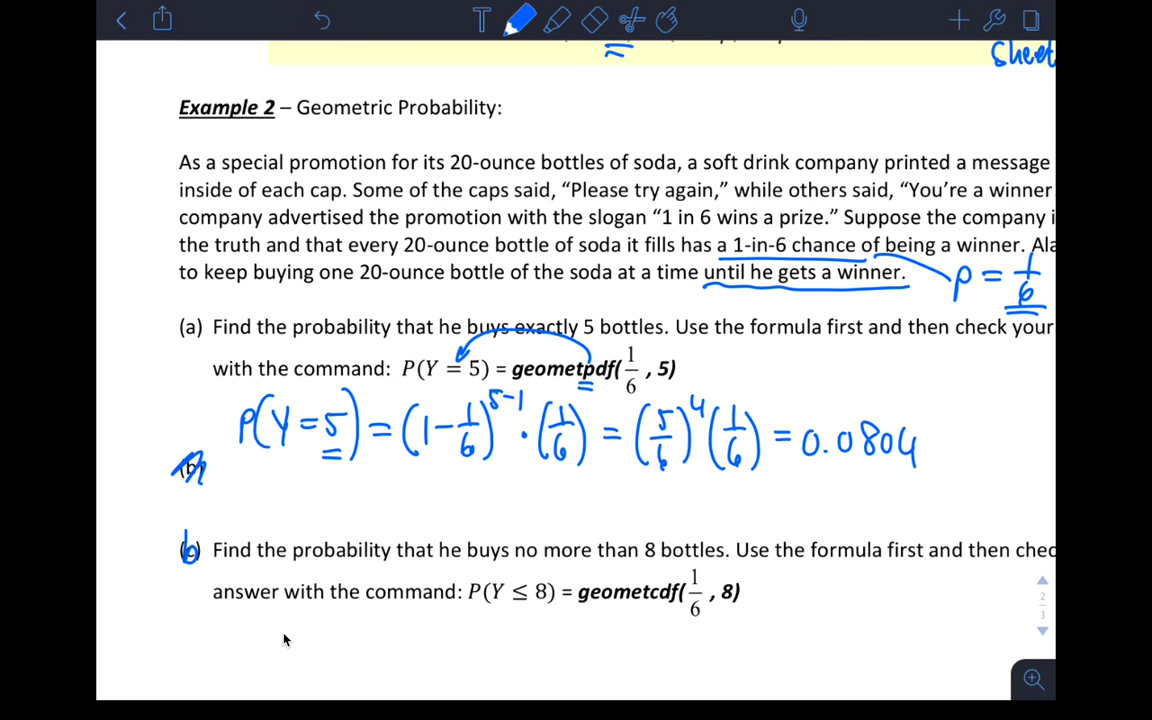 Sheet
Example 2 – Geometric Probability:
As a special promotion for its 20-ounce bottles of soda, a soft drink company printed a message
inside of each cap. Some of the caps said, “Please try again,” while others said, “You’re a winner
company advertised the promotion with the slogan “1 in 6 wins a prize.” Suppose the company i
the truth and that every 20-ounce bottle of soda it fills has a 1-in-6 chance of being a winner. Ala
to keep buying one 20-ounce bottle of the soda at a time until he gets a winner.
p = 1/6
(a) Find the probability that he buys exactly 5 bottles. Use the formula first and then check your
with the command: P(Y = 5) = geometpdf(1/6 , 5)
P(Y = 5) = (1 - 1/6)^5-1 · (1/6) = (5/6)^4 (1/6) = 0.0804
(b)
b Find the probability that he buys no more than 8 bottles. Use the formula first and then chec
answer with the command: P(Y ≤ 8) = geometcdf(1/6 , 8)
2/3